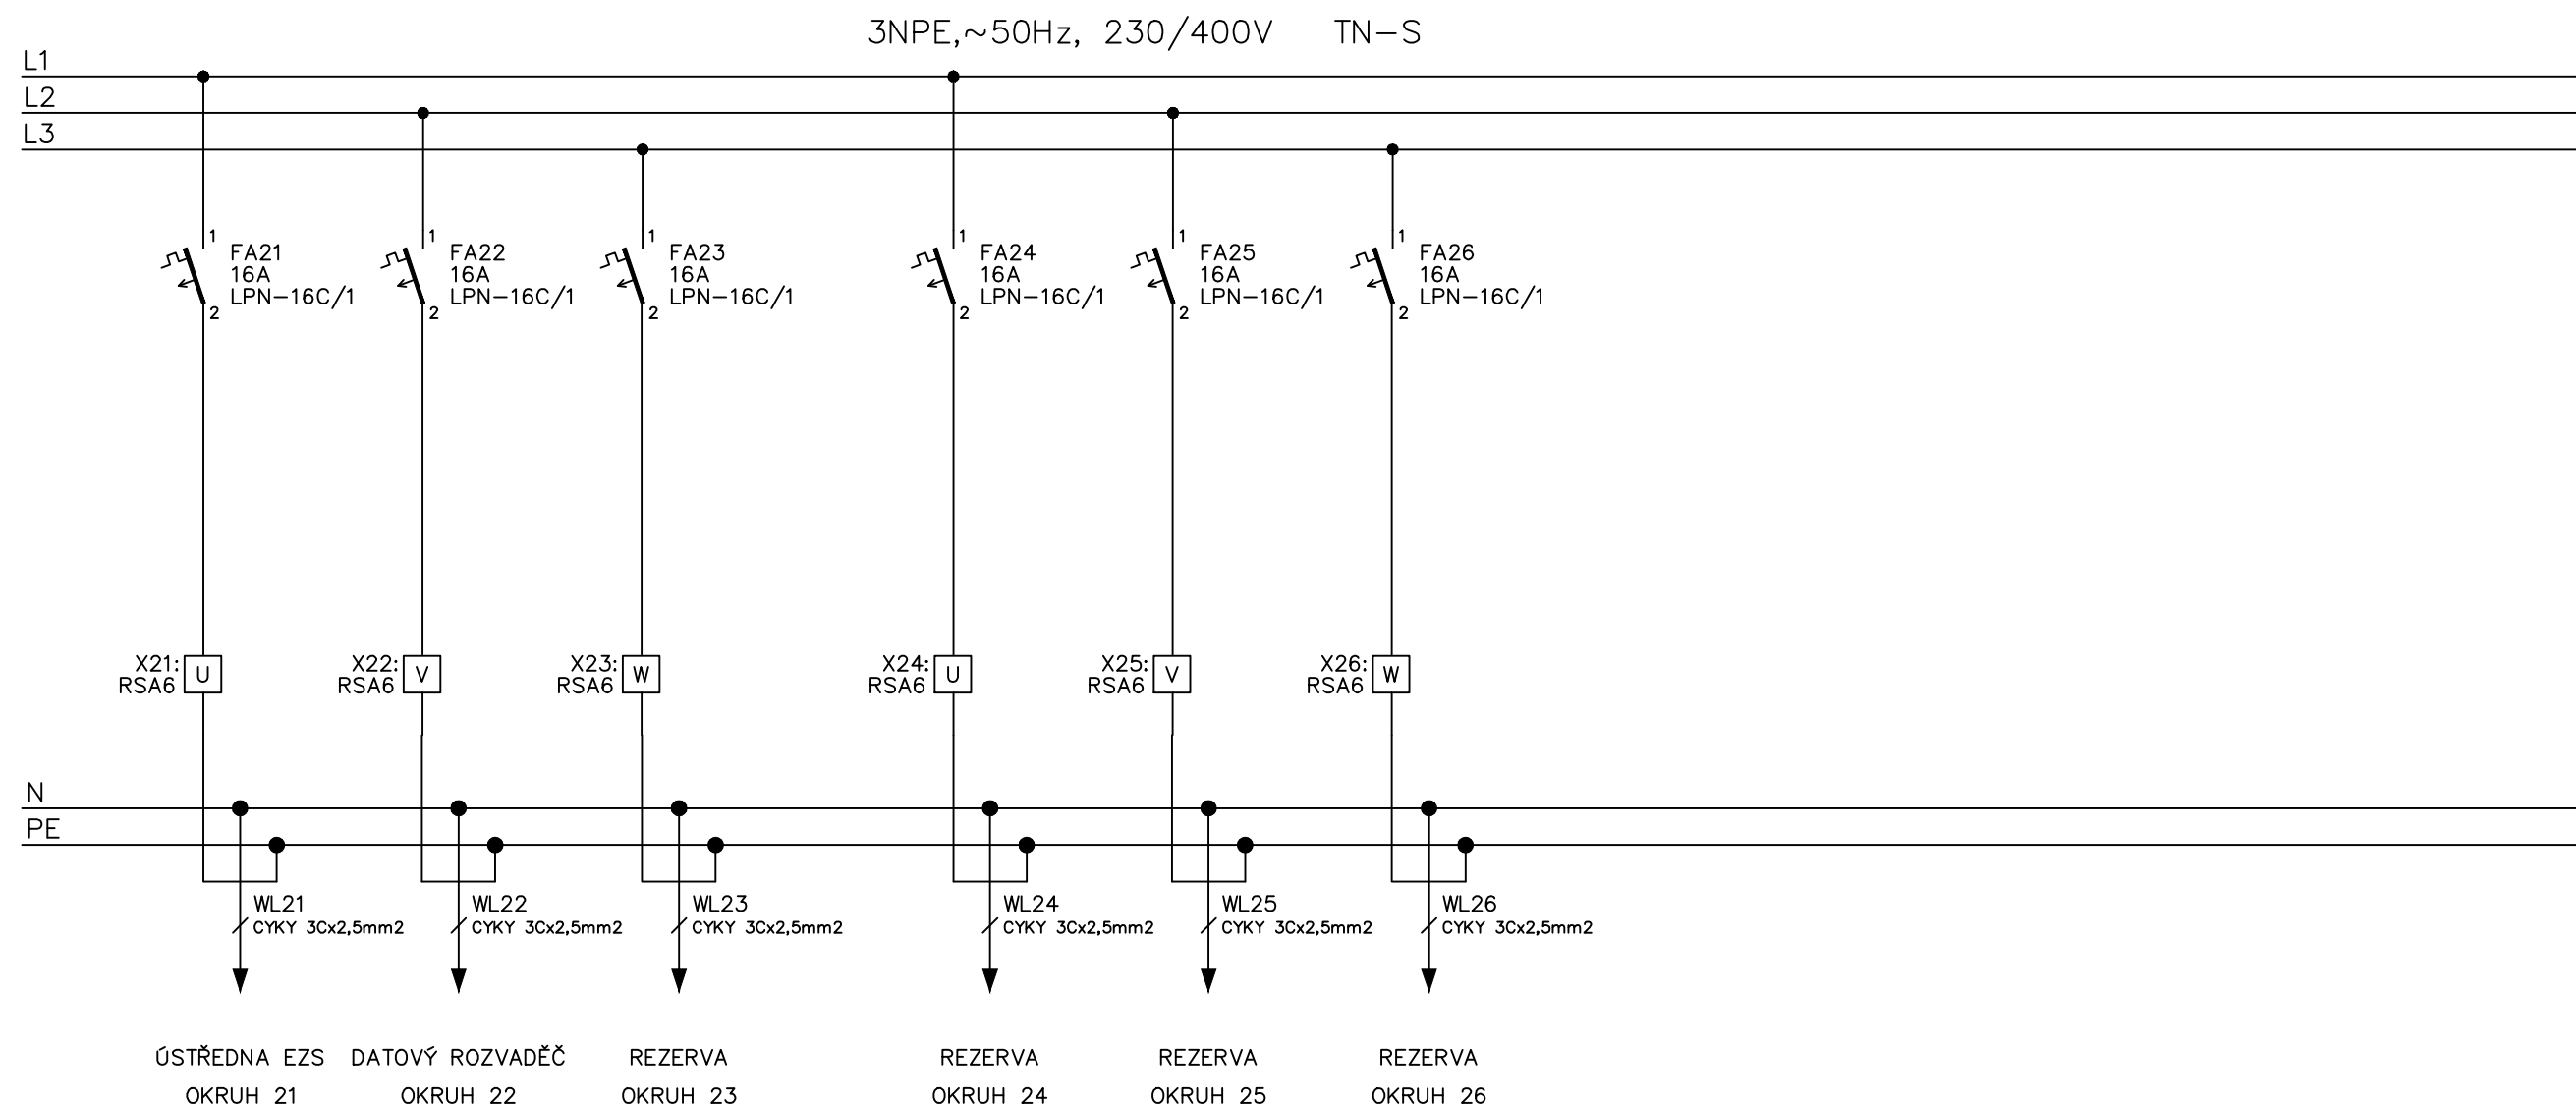 3NPE,~50Hz, 230/400V TN-S
L1
L2
L3
1 1 1 1 1 1
FA21 FA22 FA23 FA24 FA25 FA26
16A 16A 16A 16A 16A 16A
LPN-16C/1 LPN-16C/1 LPN-16C/1 LPN-16C/1 LPN-16C/1 LPN-16C/1
2 2 2 2 2 2
X21: X22: X23: X24: X25: X26:
U V W U V W
RSA6 RSA6 RSA6 RSA6 RSA6 RSA6
N
PE
WL21 WL22 WL23 WL24 WL25 WL26
CYKY 3Cx2,5mm2 CYKY 3Cx2,5mm2 CYKY 3Cx2,5mm2 CYKY 3Cx2,5mm2 CYKY 3Cx2,5mm2 CYKY 3Cx2,5mm2
ÚSTŘEDNA EZS DATOVÝ ROZVADĚČ REZERVA REZERVA REZERVA REZERVA
OKRUH 21 OKRUH 22 OKRUH 23 OKRUH 24 OKRUH 25 OKRUH 26